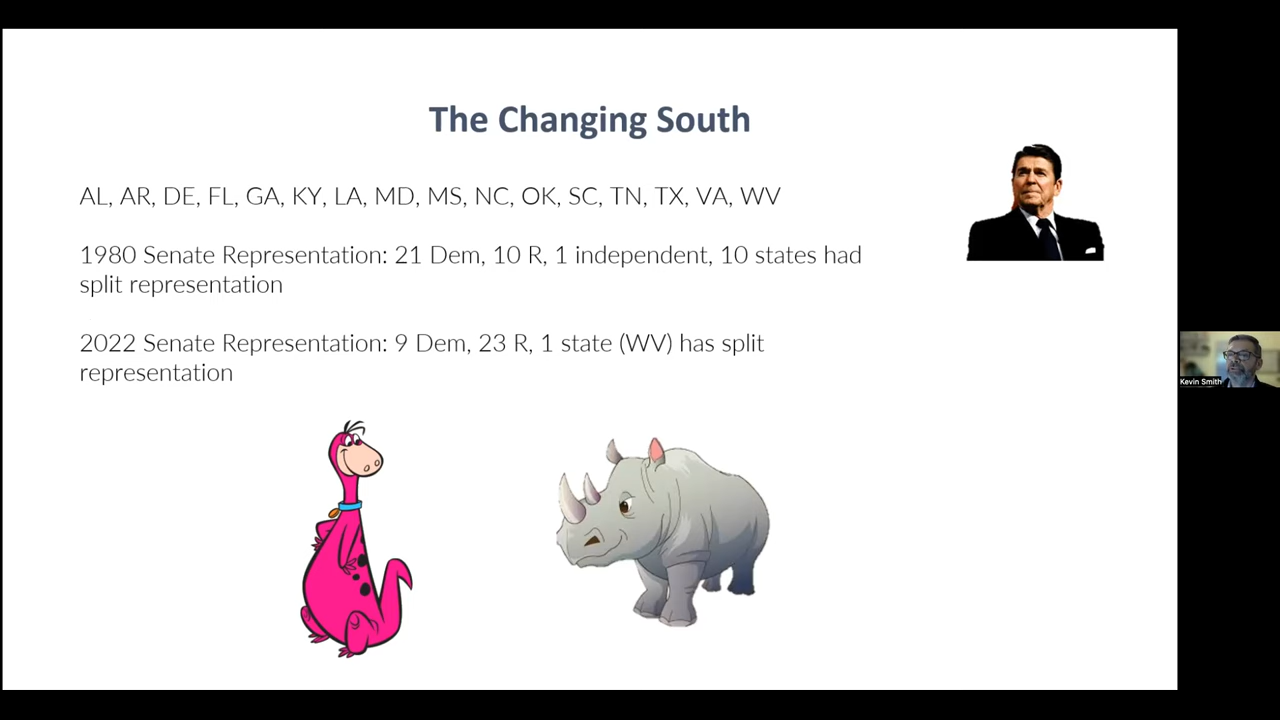 The Changing South
AL, AR, DE, FL, GA, KY, LA, MD, MS, NC, OK, SC, TN, TX, VA, WV
1980 Senate Representation: 21 Dem, 10 R, 1 independent, 10 states had
split representation
2022 Senate Representation: 9 Dem, 23 R, 1 state (WV) has split
representation
Kevin Smith